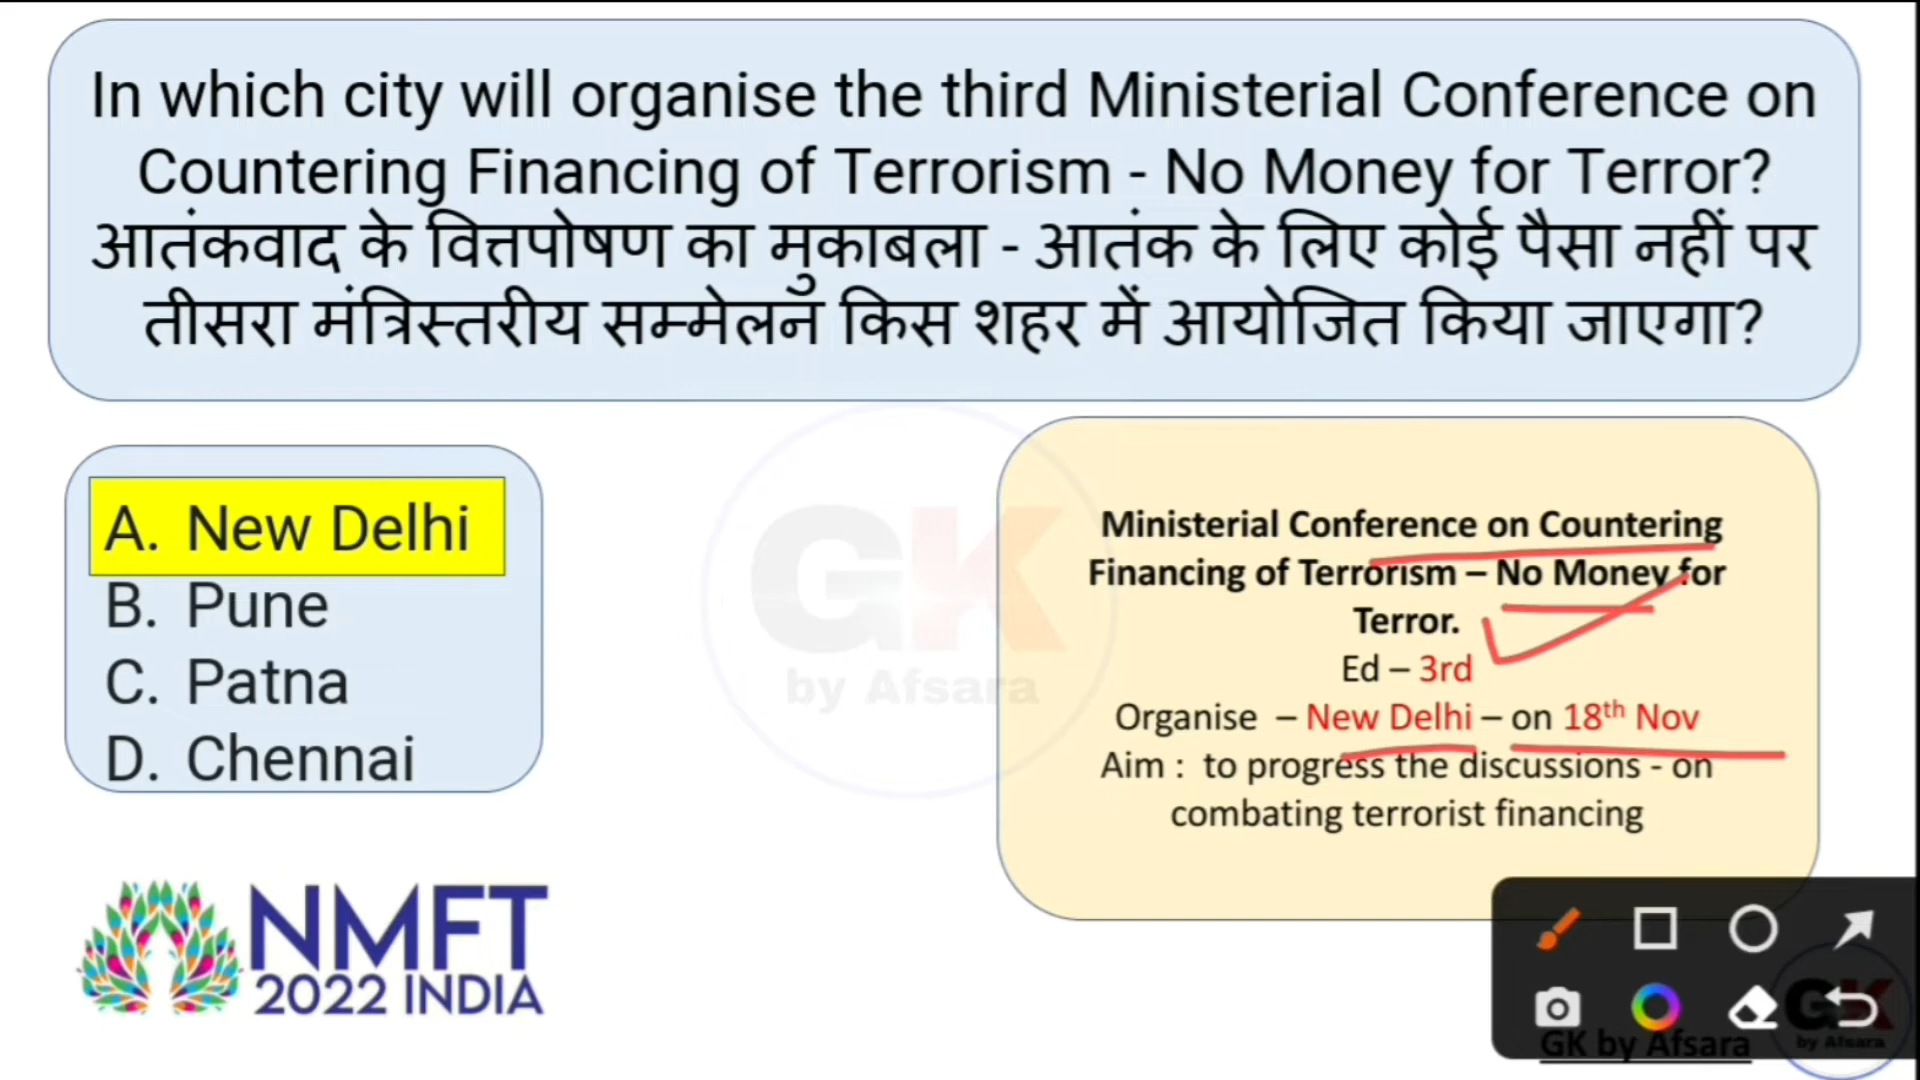 In which city will organise the third Ministerial Conference on
Countering Financing of Terrorism - No Money for Terror?
आतंकवाद के वित्तपोषण का मुकाबला - आतंक के लिए कोई पैसा नहीं पर
तीसरा मंत्रिस्तरीय सम्मेलन किस शहर में आयोजित किया जाएगा?
A. New Delhi
B. Pune
C. Patna
D. Chennai
GK
by Afsara
Ministerial Conference on Countering
Financing of Terrorism – No Money for
Terror.
Ed – 3rd
Organise – New Delhi – on 18th Nov
Aim : to progress the discussions - on
combating terrorist financing
NMFT
2022 INDIA
GK
by Afsara
GK by Afsara